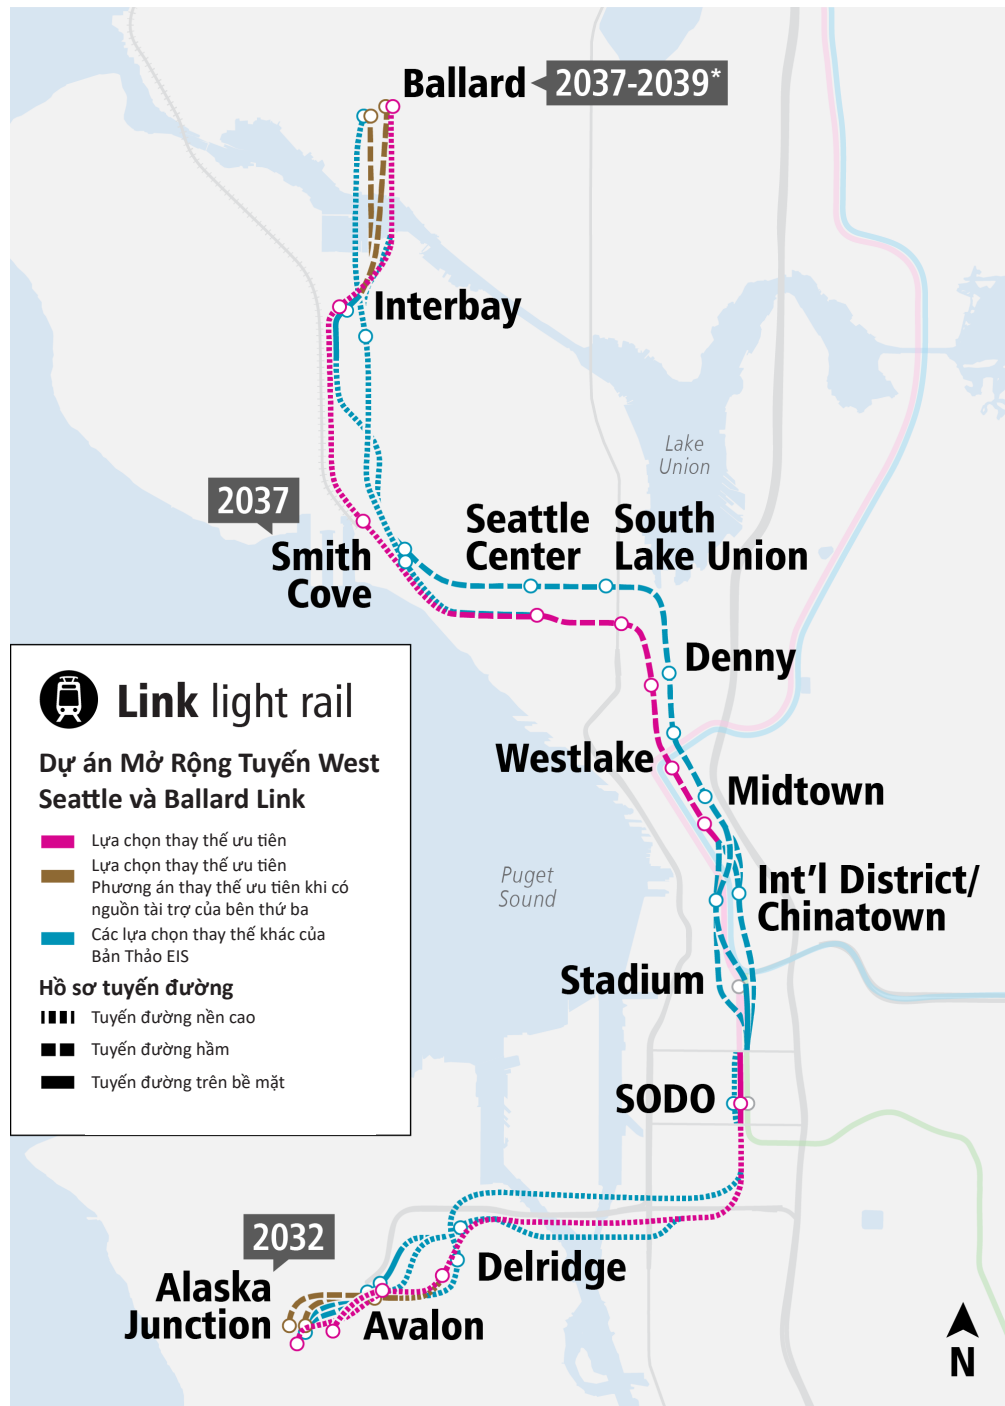 Ballard
2037-2039*
Interbay
Lake
Union
2037
Smith
Cove
Seattle
Center
South
Lake Union
Denny
Westlake
Midtown
Puget
Sound
Int'l District/
Chinatown
Stadium
SODO
Link light rail
Dự án Mở Rộng Tuyến West
Seattle và Ballard Link
Lựa chọn thay thế ưu tiên
Lựa chọn thay thế ưu tiên
Phương án thay thế ưu tiên khi có
nguồn tài trợ của bên thứ ba
Các lựa chọn thay thế khác của
Bản Thảo EIS
Hồ sơ tuyến đường
Tuyến đường nền cao
Tuyến đường hầm
Tuyến đường trên bề mặt
2032
Alaska
Junction
Delridge
Avalon
N